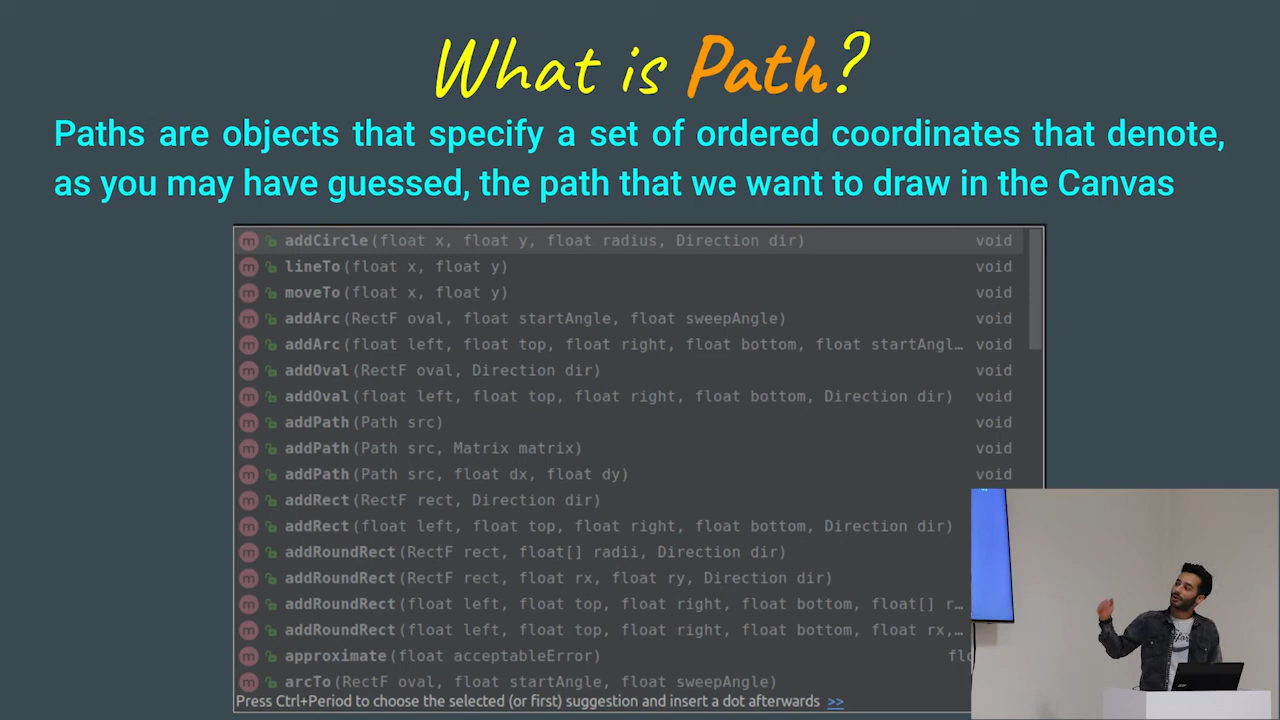 What is Path?
Paths are objects that specify a set of ordered coordinates that denote,
as you may have guessed, the path that we want to draw in the Canvas
m addCircle(float x, float y, float radius, Direction dir) void
m lineTo(float x, float y) void
m moveTo(float x, float y) void
m addArc(RectF oval, float startAngle, float sweepAngle) void
m addArc(float left, float top, float right, float bottom, float startAngl… void
m addOval(RectF oval, Direction dir) void
m addOval(float left, float top, float right, float bottom, Direction dir) void
m addPath(Path src) void
m addPath(Path src, Matrix matrix) void
m addPath(Path src, float dx, float dy) void
m addRect(RectF rect, Direction dir)
m addRect(float left, float top, float right, float bottom, Direction dir)
m addRoundRect(RectF rect, float[] radii, Direction dir)
m addRoundRect(RectF rect, float rx, float ry, Direction dir)
m addRoundRect(float left, float top, float right, float bottom, float[] r…
m addRoundRect(float left, float top, float right, float bottom, float rx,…
m approximate(float acceptableError) flo
m arcTo(RectF oval, float startAngle, float sweepAngle)
Press Ctrl+Period to choose the selected (or first) suggestion and insert a dot afterwards >>